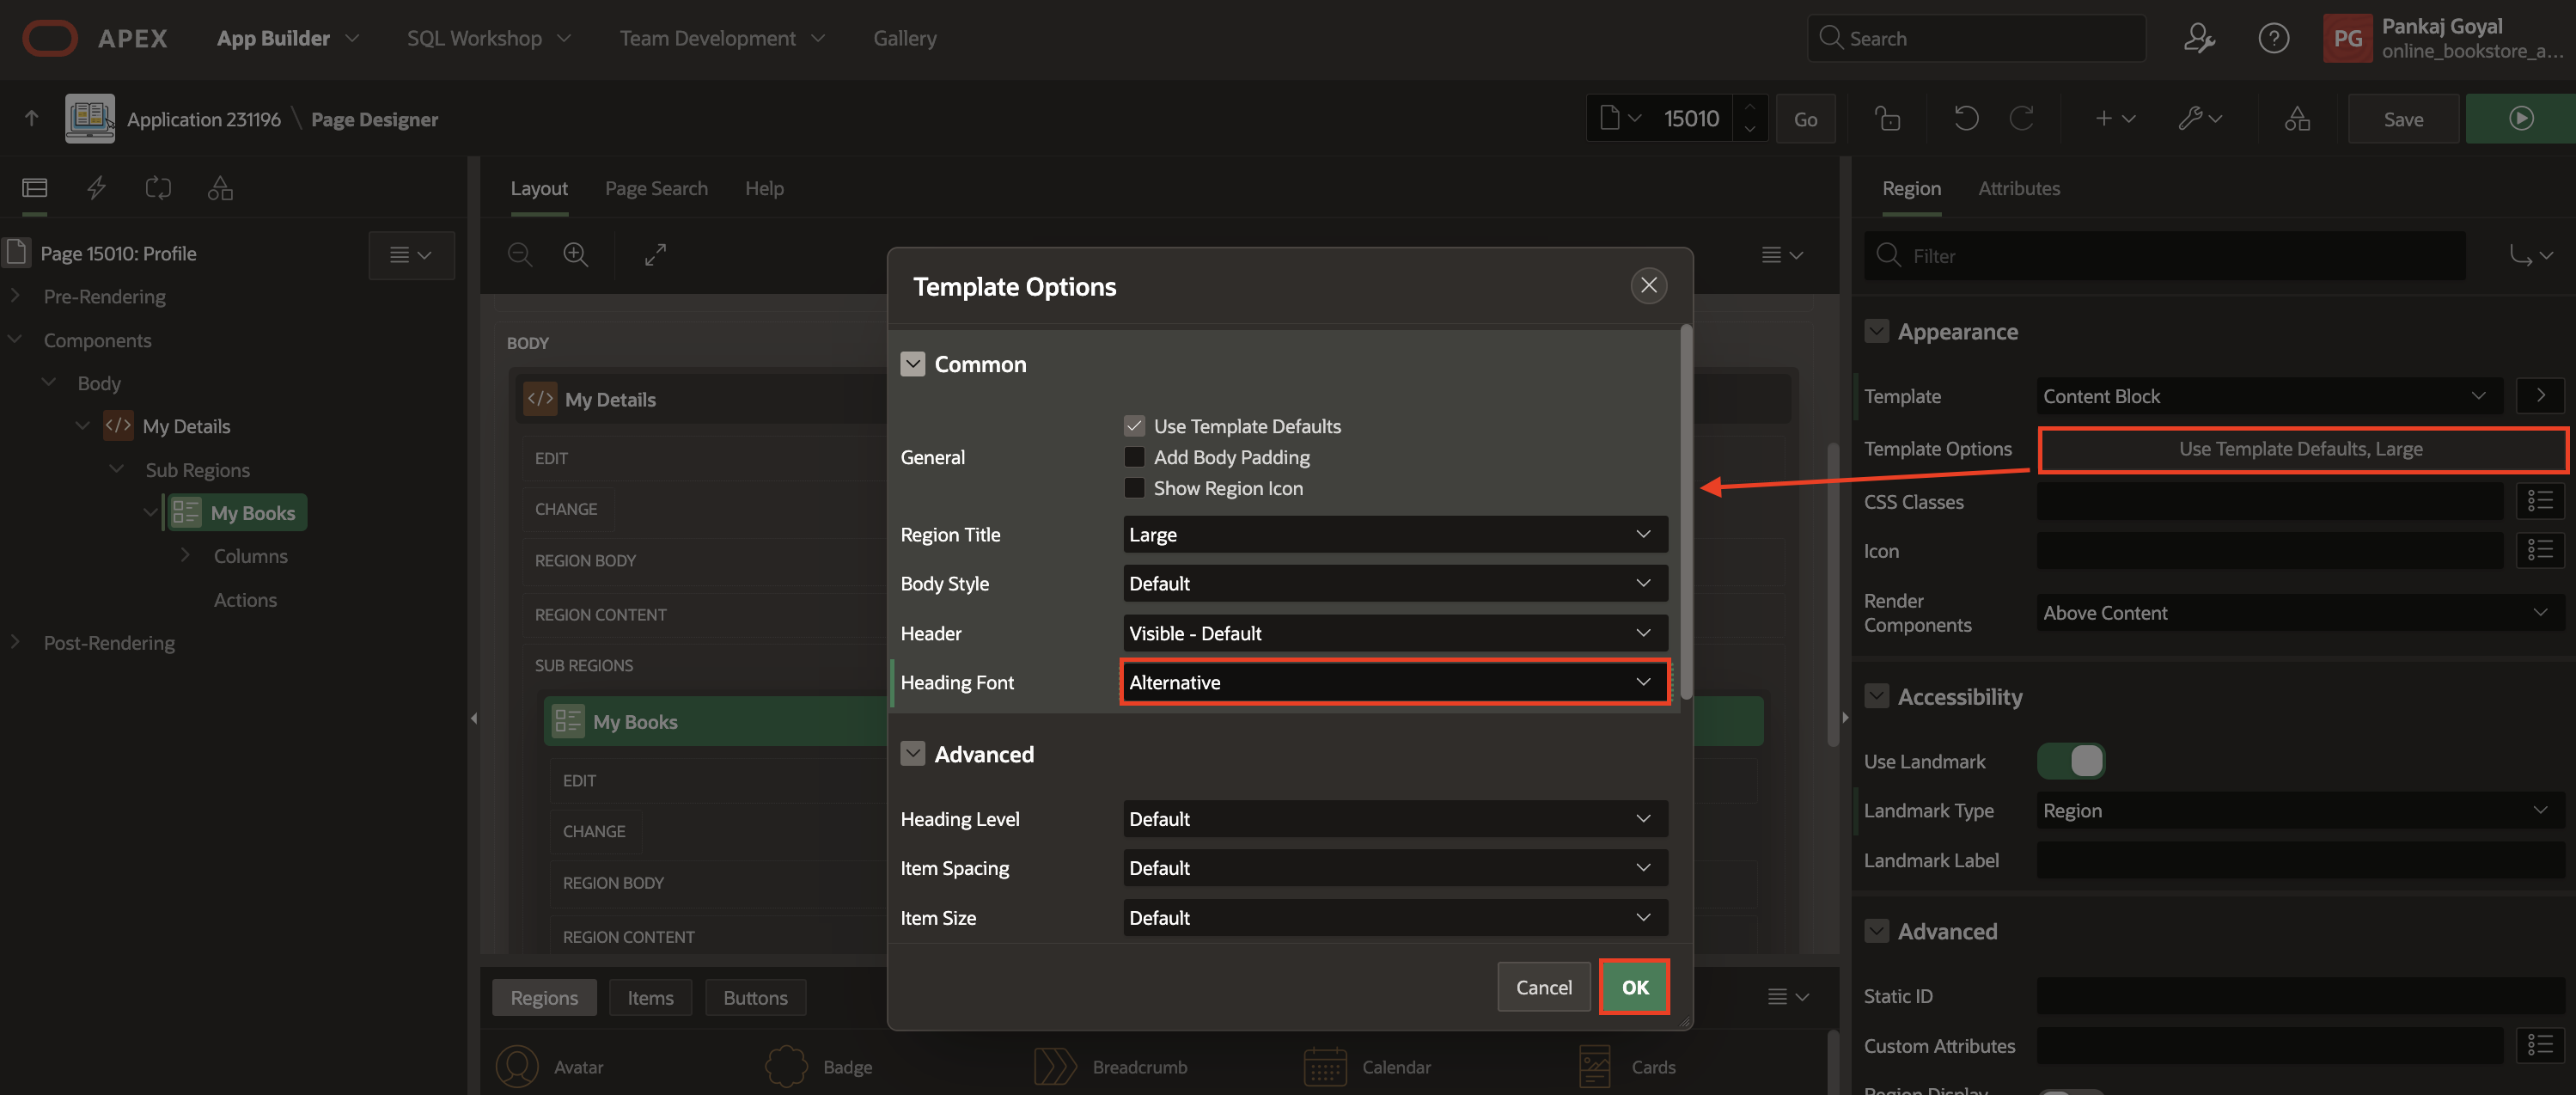 APEX App Builder SQL Workshop Team Development Gallery Search PG Pankaj Goyal
online_bookstore_a...
Application 231196 \ Page Designer 15010 Go Save
Layout Page Search Help
Region Attributes
Page 15010: Profile
Pre-Rendering
Components
Body
</> My Details
Sub Regions
My Books
Columns
Actions
Post-Rendering
BODY
</> My Details
EDIT
CHANGE
REGION BODY
REGION CONTENT
SUB REGIONS
My Books
EDIT
CHANGE
REGION BODY
REGION CONTENT
Regions Items Buttons
Avatar Badge Breadcrumb Calendar Cards
Template Options
Common
General
Use Template Defaults
Add Body Padding
Show Region Icon
Region Title Large
Body Style Default
Header Visible - Default
Heading Font Alternative
Advanced
Heading Level Default
Item Spacing Default
Item Size Default
Cancel OK
Filter
Appearance
Template Content Block
Template Options Use Template Defaults, Large
CSS Classes
Icon
Render
Components
Above Content
Accessibility
Use Landmark
Landmark Type Region
Landmark Label
Advanced
Static ID
Custom Attributes
Region Display